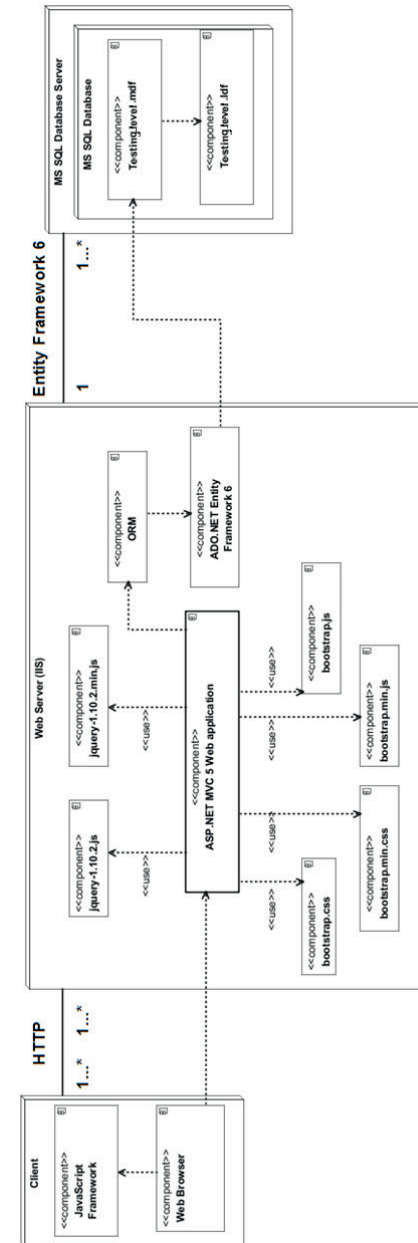 Client
<<component>>
JavaScript
Framework
<<component>>
Web Browser
HTTP
1...*
1...*
Web Server (IIS)
<<component>>
jquery-1.10.2.js
<<component>>
jquery-1.10.2.min.js
<<use>>
<<use>>
<<component>>
ORM
<<component>>
ASP.NET MVC 5 Web application
<<component>>
ADO.NET Entity
Framework 6
<<use>>
<<use>>
<<use>>
<<use>>
<<component>>
bootstrap.css
<<component>>
bootstrap.min.css
<<component>>
bootstrap.min.js
<<component>>
bootstrap.js
Entity Framework 6
1
1...*
MS SQL Database Server
MS SQL Database
<<component>>
Testing.level .mdf
<<component>>
Testing.level .ldf